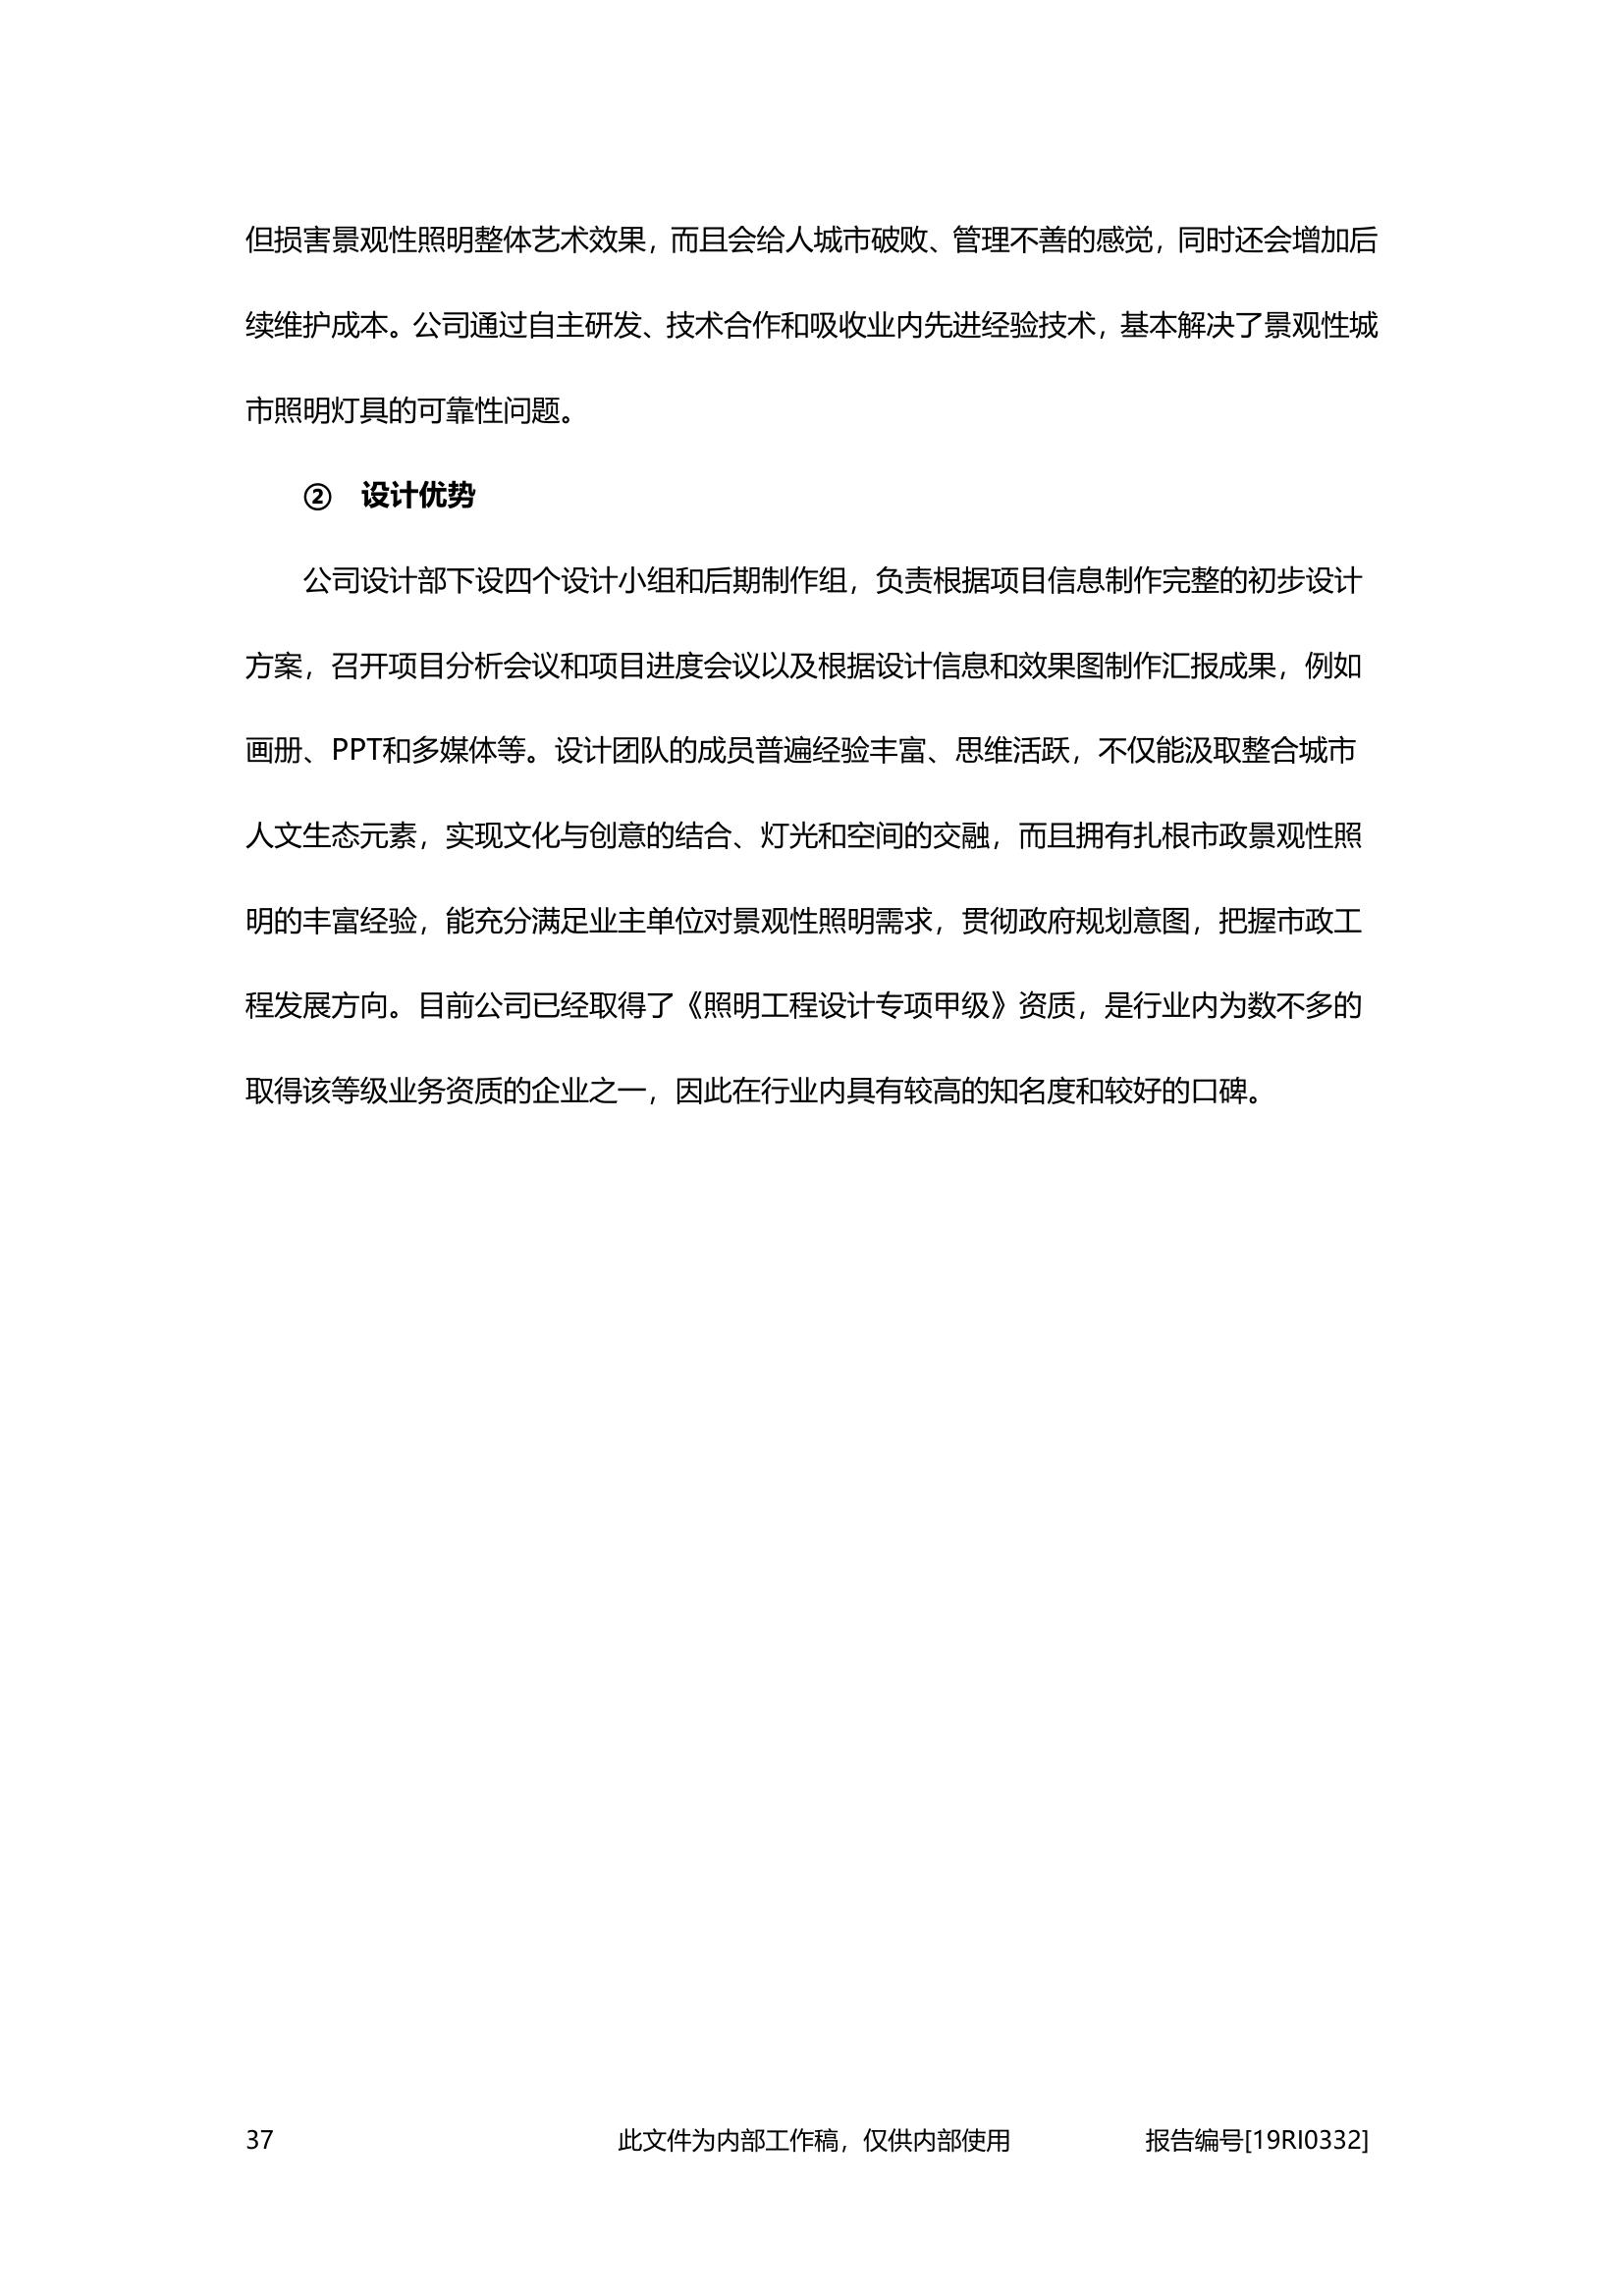 但损害景观性照明整体艺术效果，而且会给人城市破败、管理不善的感觉，同时还会增加后
续维护成本。公司通过自主研发、技术合作和吸收业内先进经验技术，基本解决了景观性城
市照明灯具的可靠性问题。
② 设计优势
公司设计部下设四个设计小组和后期制作组，负责根据项目信息制作完整的初步设计
方案，召开项目分析会议和项目进度会议以及根据设计信息和效果图制作汇报成果，例如
画册、PPT和多媒体等。设计团队的成员普遍经验丰富、思维活跃，不仅能汲取整合城市
人文生态元素，实现文化与创意的结合、灯光和空间的交融，而且拥有扎根市政景观性照
明的丰富经验，能充分满足业主单位对景观性照明需求，贯彻政府规划意图，把握市政工
程发展方向。目前公司已经取得了《照明工程设计专项甲级》资质，是行业内为数不多的
取得该等级业务资质的企业之一，因此在行业内具有较高的知名度和较好的口碑。
37 此文件为内部工作稿，仅供内部使用 报告编号[19RI0332]